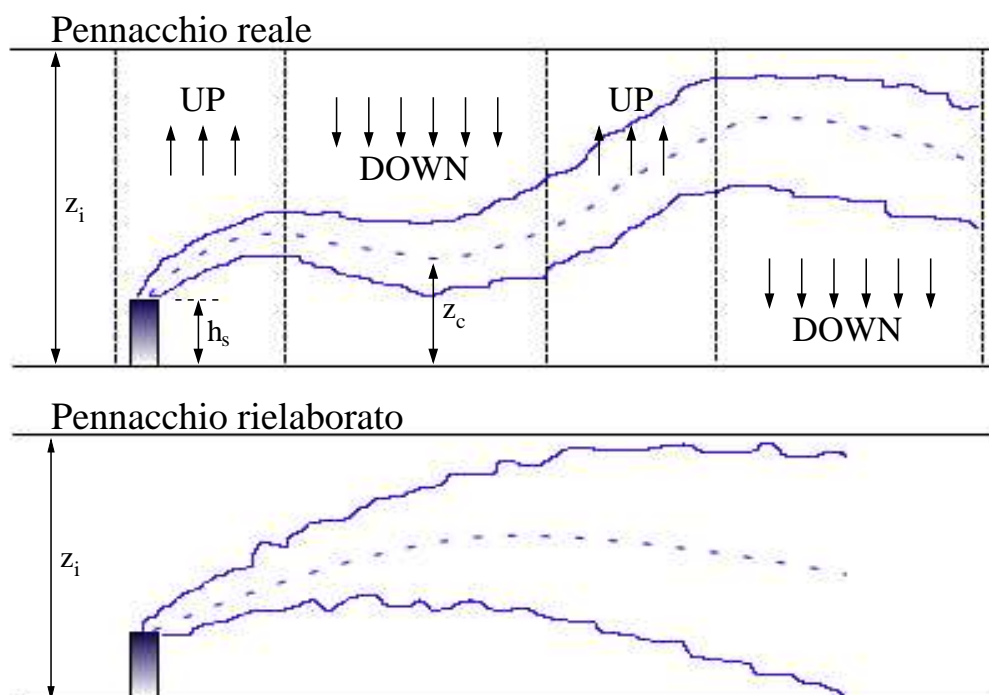 Pennacchio reale
UP
UP
DOWN
z_i
z_c
h_s
DOWN
Pennacchio rielaborato
z_i